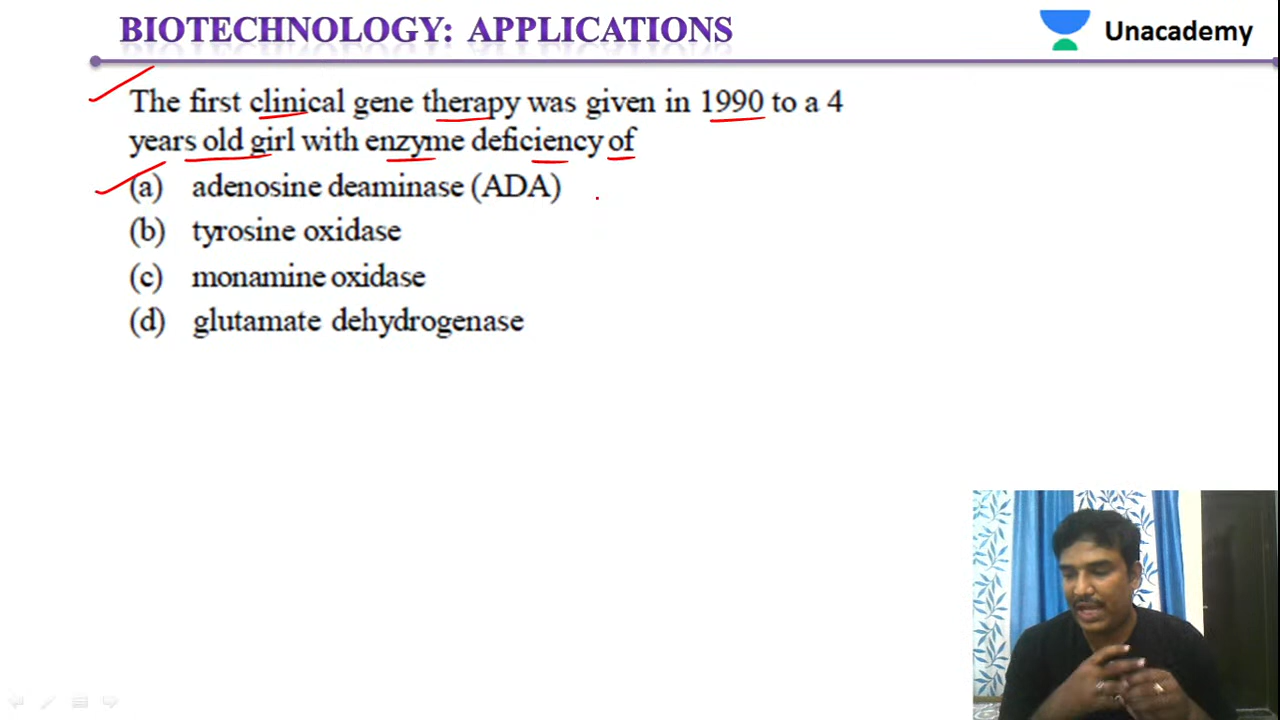 BIOTECHNOLOGY: APPLICATIONS
Unacademy
The first clinical gene therapy was given in 1990 to a 4
years old girl with enzyme deficiency of
(a) adenosine deaminase (ADA)
(b) tyrosine oxidase
(c) monamine oxidase
(d) glutamate dehydrogenase